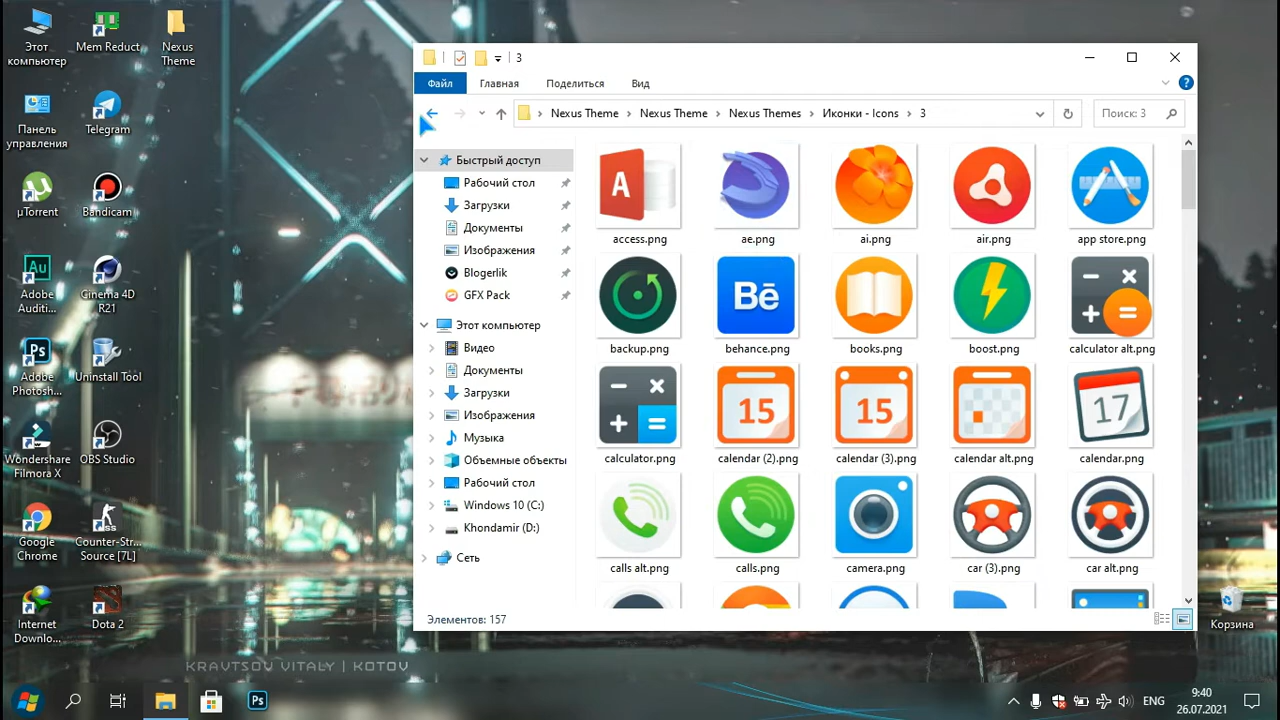 Этот
компьютер
Mem Reduct
Nexus
Theme
Панель
управления
Telegram
µTorrent
Bandicam
Adobe
Auditi...
Cinema 4D
R21
Adobe
Photosh...
Uninstall Tool
Wondershare
Filmora X
OBS Studio
Google
Chrome
Counter-Str...
Source [7L]
Internet
Downlo...
Dota 2
Корзина
3
Файл
Главная
Поделиться
Вид
Nexus Theme
Nexus Theme
Nexus Themes
Иконки - Icons
3
Поиск: 3
Быстрый доступ
Рабочий стол
Загрузки
Документы
Изображения
Blogerlik
GFX Pack
Этот компьютер
Видео
Документы
Загрузки
Изображения
Музыка
Объемные объекты
Рабочий стол
Windows 10 (C:)
Khondamir (D:)
Сеть
access.png
ae.png
ai.png
air.png
app store.png
backup.png
behance.png
books.png
boost.png
calculator alt.png
calculator.png
calendar (2).png
calendar (3).png
calendar alt.png
calendar.png
calls alt.png
calls.png
camera.png
car (3).png
car alt.png
A
Bē
15
15
17
Au
Ps
Элементов: 157
KRAVTSOV VITALY | KOTOV
Ps
ENG
9:40
26.07.2021